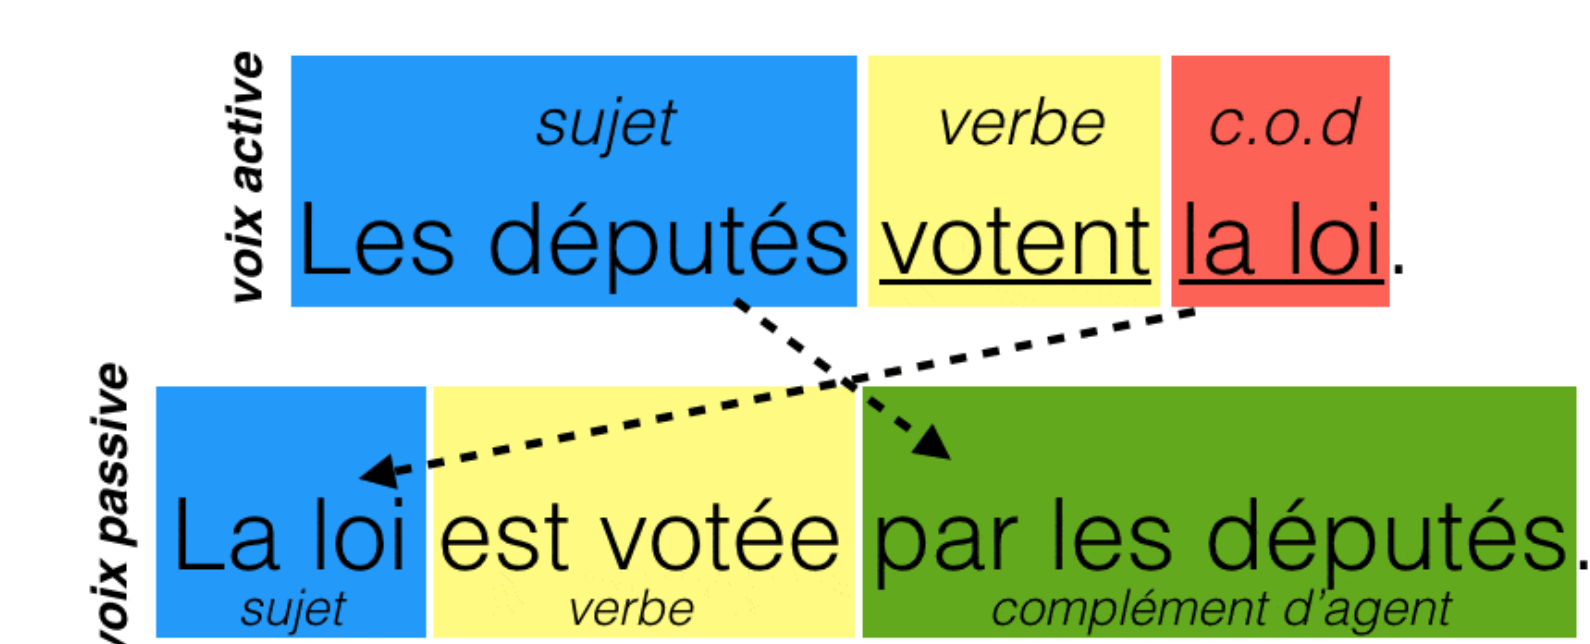 voix active
sujet verbe c.o.d
Les députés votent la loi.
voix passive
La loi est votée par les députés.
sujet verbe complément d'agent